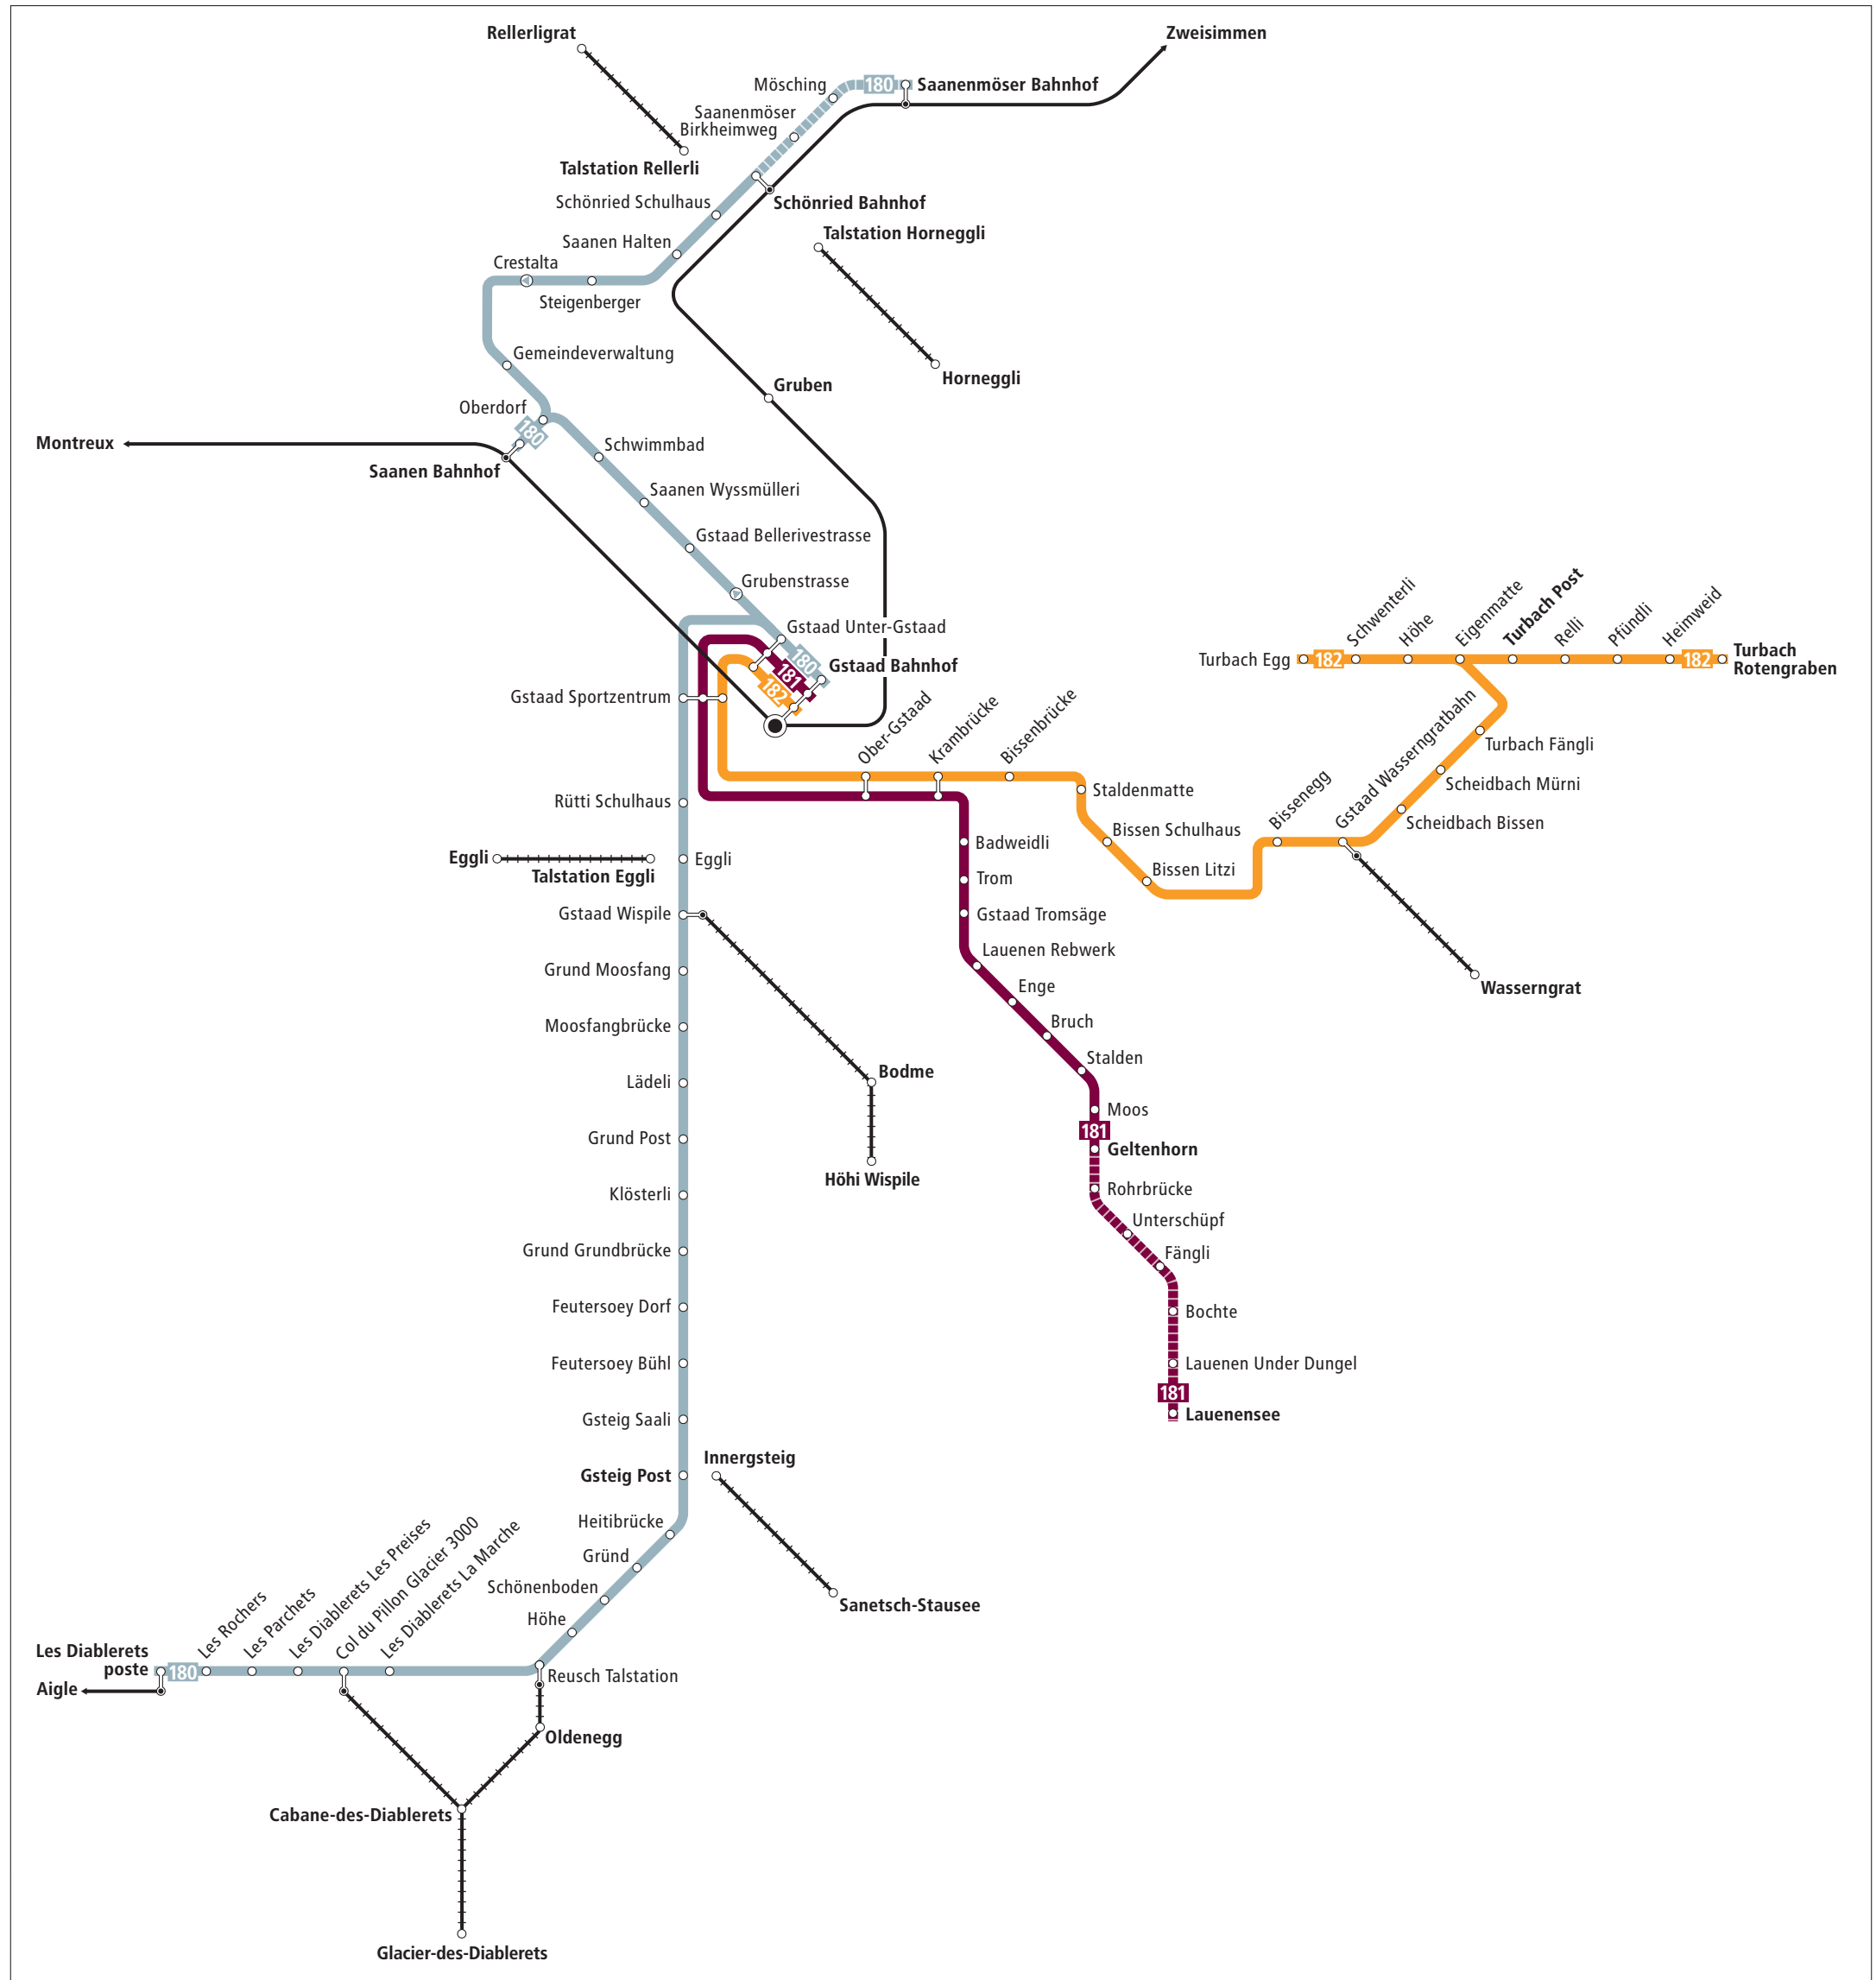 Rellerligrat
Zweisimmen
Mösching
180
Saanenmöser Bahnhof
Saanenmöser
Birkheimweg
Talstation Rellerli
Schönried Schulhaus
Schönried Bahnhof
Saanen Halten
Talstation Horneggli
Crestalta
Steigenberger
Gemeindeverwaltung
Horneggli
Gruben
Oberdorf
180
Montreux
Saanen Bahnhof
Schwimmbad
Saanen Wyssmülleri
Gstaad Bellerivestrasse
Grubenstrasse
Gstaad Unter-Gstaad
180
Gstaad Bahnhof
181
182
Gstaad Sportzentrum
Turbach Egg
182
Schwenterli
Höhe
Eigenmatte
Turbach Post
Relli
Pfündli
Heimweid
182
Turbach
Rotengraben
Ober-Gstaad
Krambrücke
Bissenbrücke
Staldenmatte
Bissen Schulhaus
Bissen Litzi
Bissenegg
Gstaad Wasserngratbahn
Turbach Fängli
Scheidbach Mürni
Scheidbach Bissen
Wasserngrat
Rütti Schulhaus
Eggli
Talstation Eggli
Eggli
Gstaad Wispile
Grund Moosfang
Moosfangbrücke
Lädeli
Grund Post
Klösterli
Grund Grundbrücke
Feutersoey Dorf
Feutersoey Bühl
Gsteig Saali
Gsteig Post
Bodme
Höhi Wispile
Badweidli
Trom
Gstaad Tromsäge
Lauenen Rebwerk
Enge
Bruch
Stalden
Moos
181
Geltenhorn
Rohrbrücke
Unterschüpf
Fängli
Bochte
Lauenen Under Dungel
181
Lauenensee
Innergsteig
Sanetsch-Stausee
Heitibrücke
Gründ
Schönenboden
Höhe
Reusch Talstation
Les Diablerets La Marche
Col du Pillon Glacier 3000
Les Diablerets Les Preises
Les Parchets
Les Rochers
180
Les Diablerets
poste
Aigle
Oldenegg
Cabane-des-Diablerets
Glacier-des-Diablerets